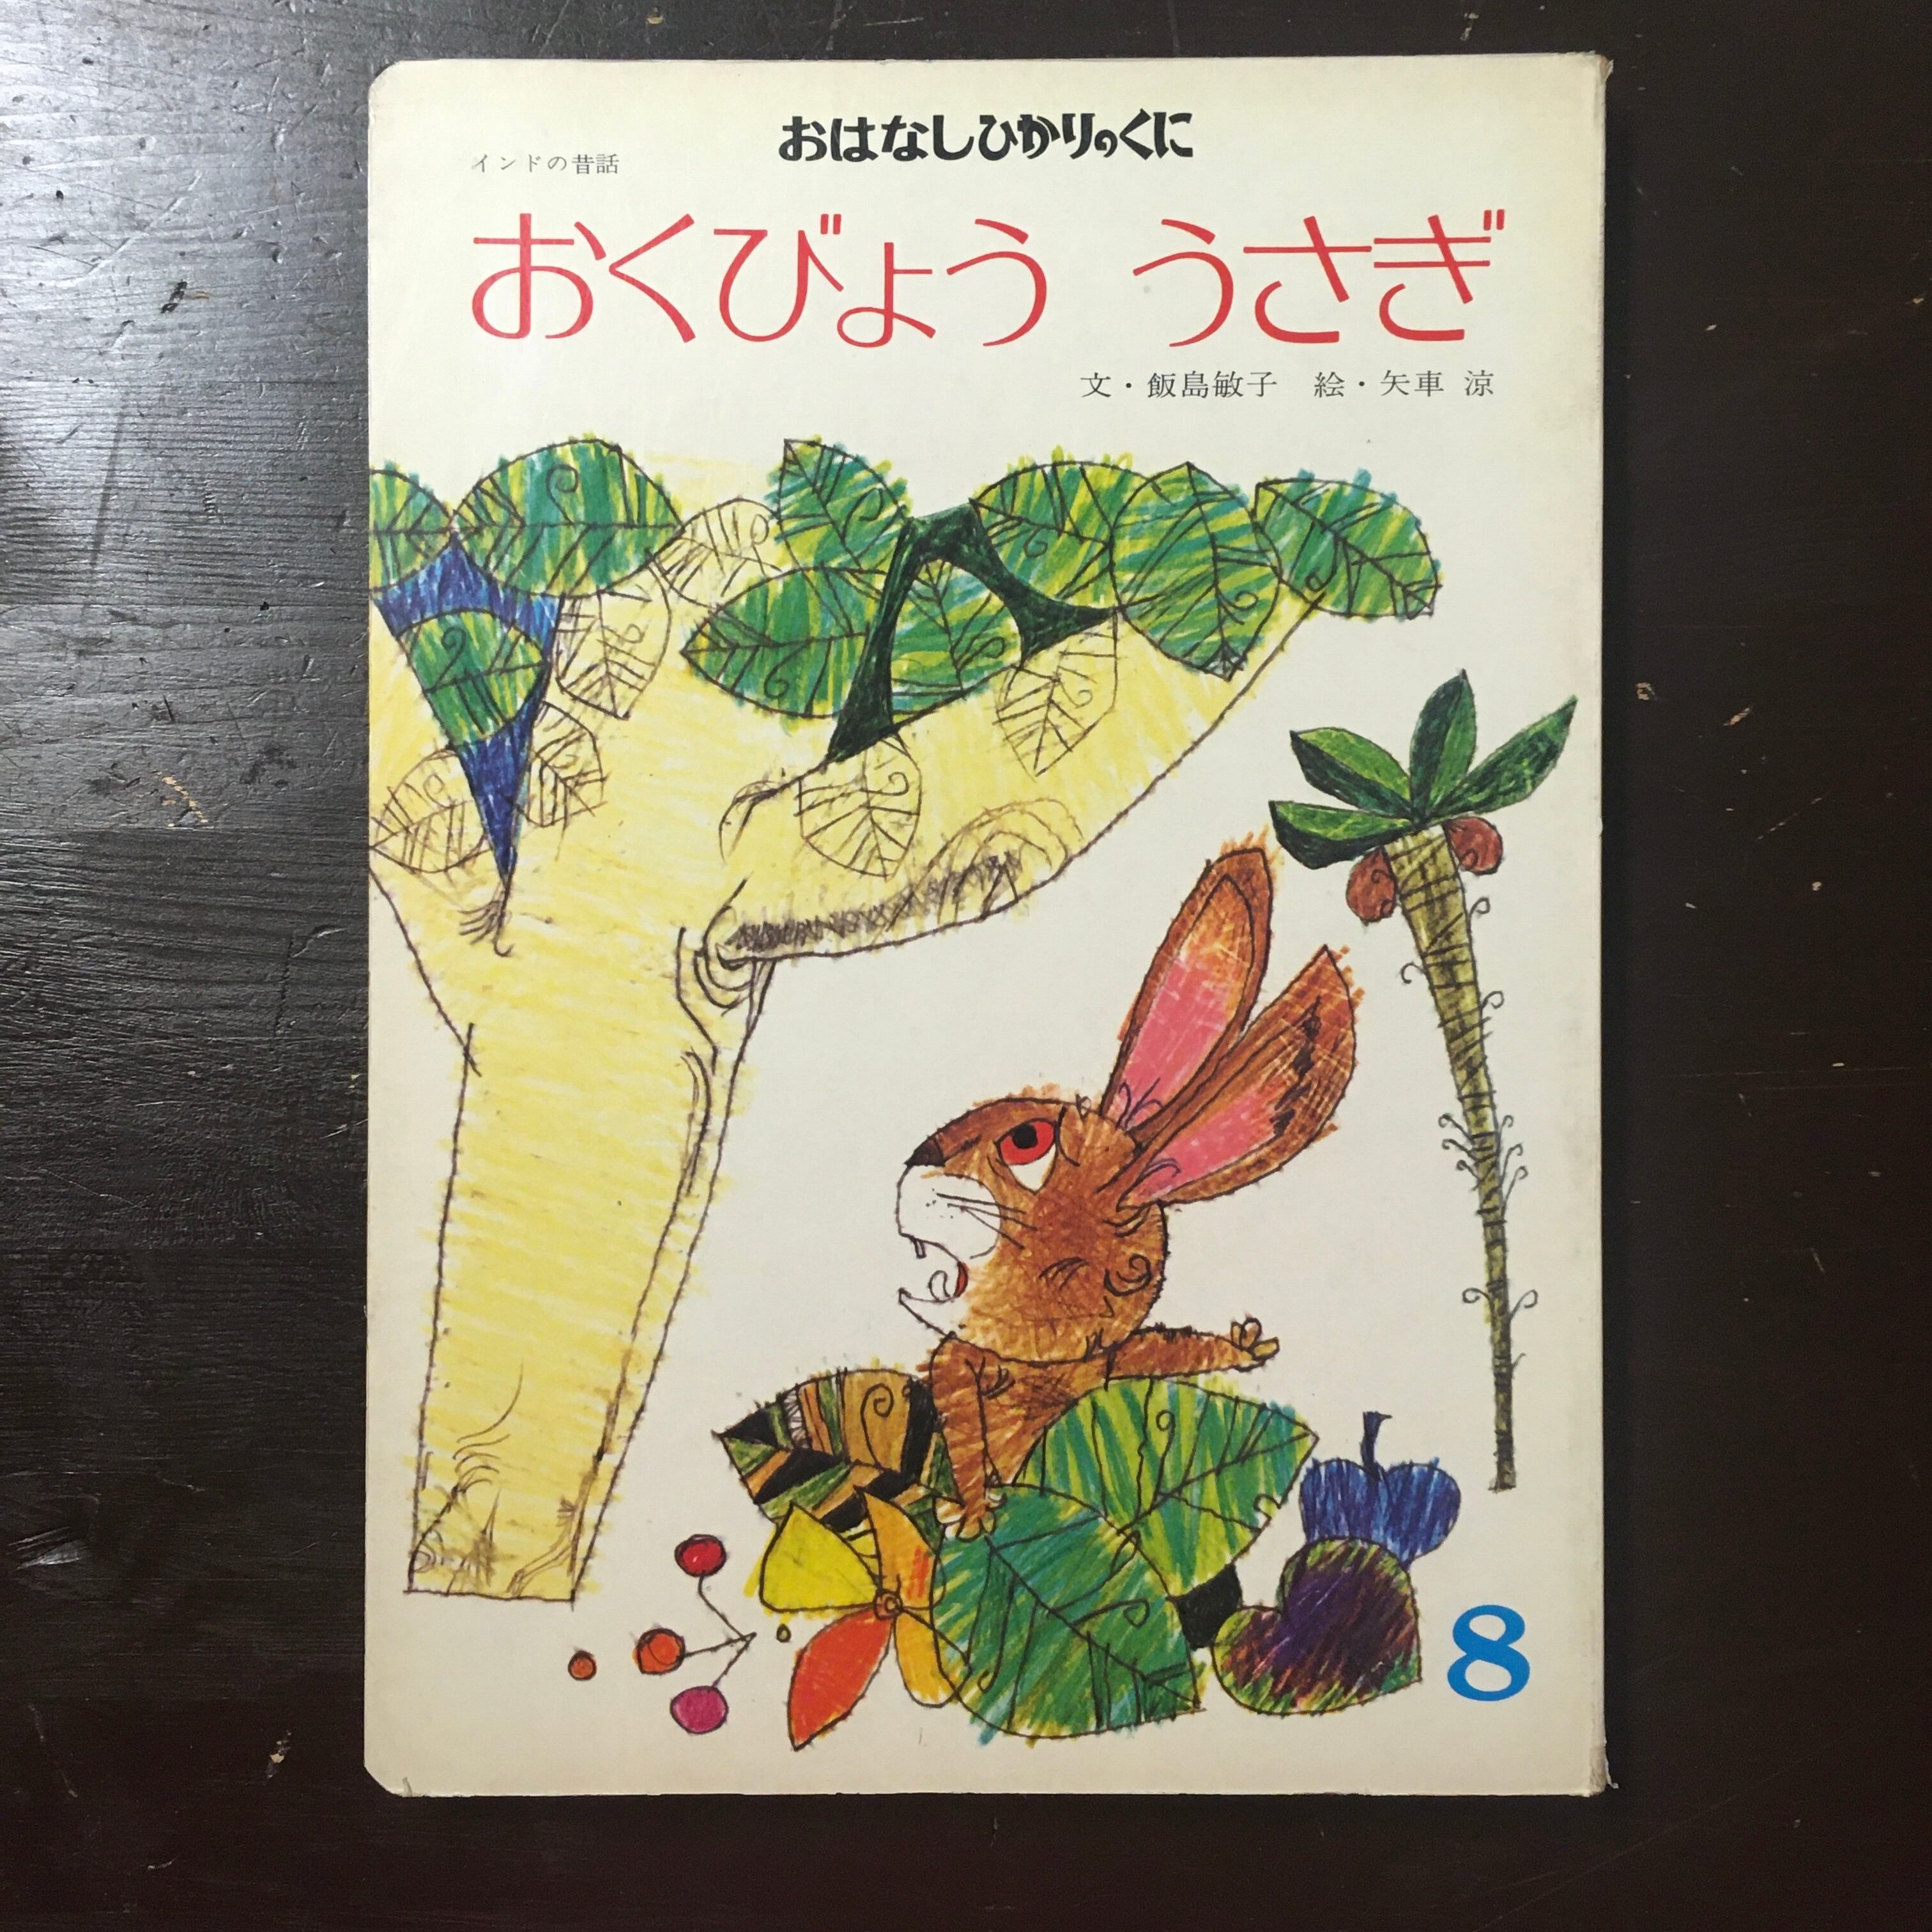 おはなしひかりのくに
インドの昔話
おくびょう うさぎ
文・飯島敏子 絵・矢車 涼
8